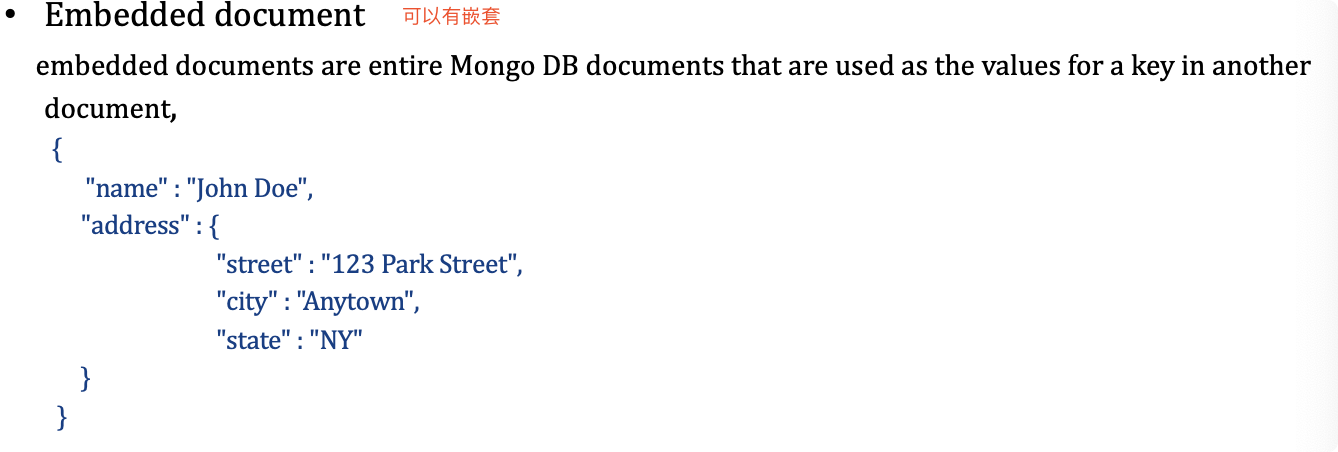 • Embedded document 可以有嵌套
embedded documents are entire Mongo DB documents that are used as the values for a key in another
document,
{
"name" : "John Doe",
"address" : {
"street" : "123 Park Street",
"city" : "Anytown",
"state" : "NY"
}
}